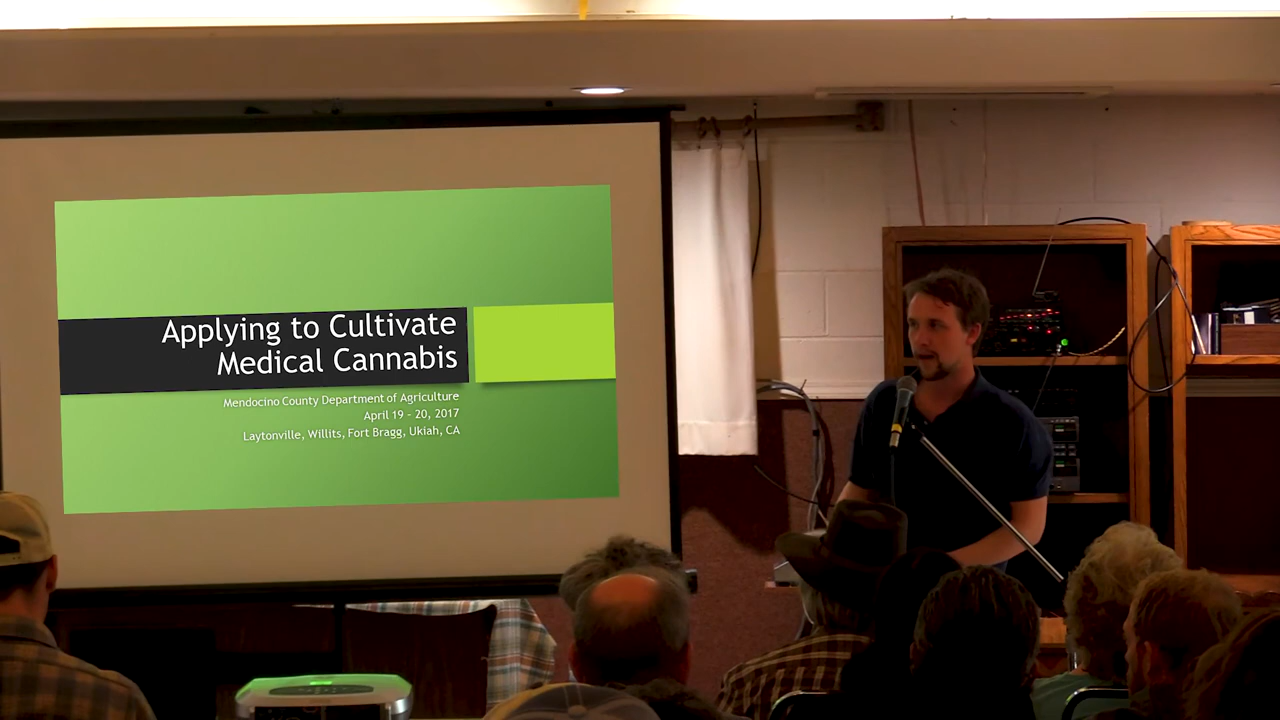 Applying to Cultivate
Medical Cannabis
Mendocino County Department of Agriculture
April 19 - 20, 2017
Laytonville, Willits, Fort Bragg, Ukiah, CA